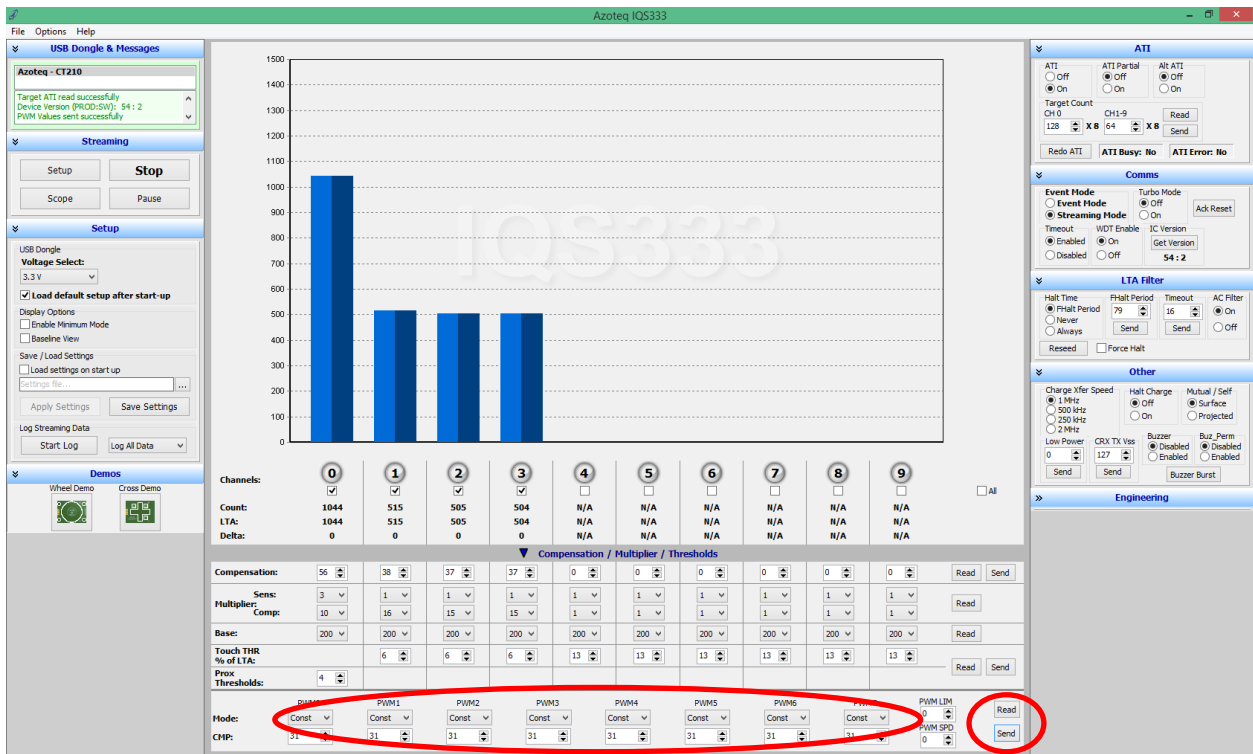 Azoteq IQS333
File Options Help
USB Dongle & Messages
Azoteq - CT210
Target ATI read successfully
Device Version (PROD:SW): 54 : 2
PWM Values sent successfully
Streaming
Setup Stop
Scope Pause
Setup
USB Dongle
Voltage Select:
3.3 V
Load default setup after start-up
Display Options
Enable Minimum Mode
Baseline View
Save / Load Settings
Load settings on start up
Settings file... ...
Apply Settings Save Settings
Log Streaming Data
Start Log Log All Data
Demos
Wheel Demo Cross Demo
1500
1400
1300
1200
1100
1000
900
800
700
600
500
400
300
200
100
0
IQS333
Channels: 0 1 2 3 4 5 6 7 8 9
All
Count: 1044 515 505 504 N/A N/A N/A N/A N/A N/A
LTA: 1044 515 505 504 N/A N/A N/A N/A N/A N/A
Delta: 0 0 0 0 N/A N/A N/A N/A N/A N/A
Compensation / Multiplier / Thresholds
Compensation: 56 38 37 37 0 0 0 0 0 0 Read Send
Sens: 3 1 1 1 1 1 1 1 1 1
Multiplier: Read
Comp: 10 16 15 15 1 1 1 1 1 1
Base: 200 200 200 200 200 200 200 200 200 200 Read
Touch THR
% of LTA: 6 6 6 13 13 13 13 13 13
Read Send
Prox
Thresholds: 4
PWM1 PWM2 PWM3 PWM4 PWM5 PWM6 PWM LIM
Mode: Const Const Const Const Const Const Const Const 0 Read
PWM SPD
CMP: 31 31 31 31 31 31 31 31 0 Send
ATI
ATI ATI Partial Alt ATI
Off Off Off
On On On
Target Count
CH 0 CH1-9 Read
128 X 8 64 X 8 Send
Redo ATI ATI Busy: No ATI Error: No
Comms
Event Mode Turbo Mode
Event Mode Off Ack Reset
Streaming Mode On
Timeout WDT Enable IC Version
Enabled On Get Version
Disabled Off 54 : 2
LTA Filter
Halt Time FHalt Period Timeout AC Filter
FHalt Period 79 16 On
Never
Always Send Send Off
Reseed Force Halt
Other
Charge Xfer Speed Halt Charge Mutual / Self
1 MHz Off Surface
500 kHz On Projected
250 kHz
2 MHz
Low Power CRX TX Vss Buzzer Buz_Perm
0 127 Disabled Disabled
Enabled Enabled
Send Send Buzzer Burst
Engineering